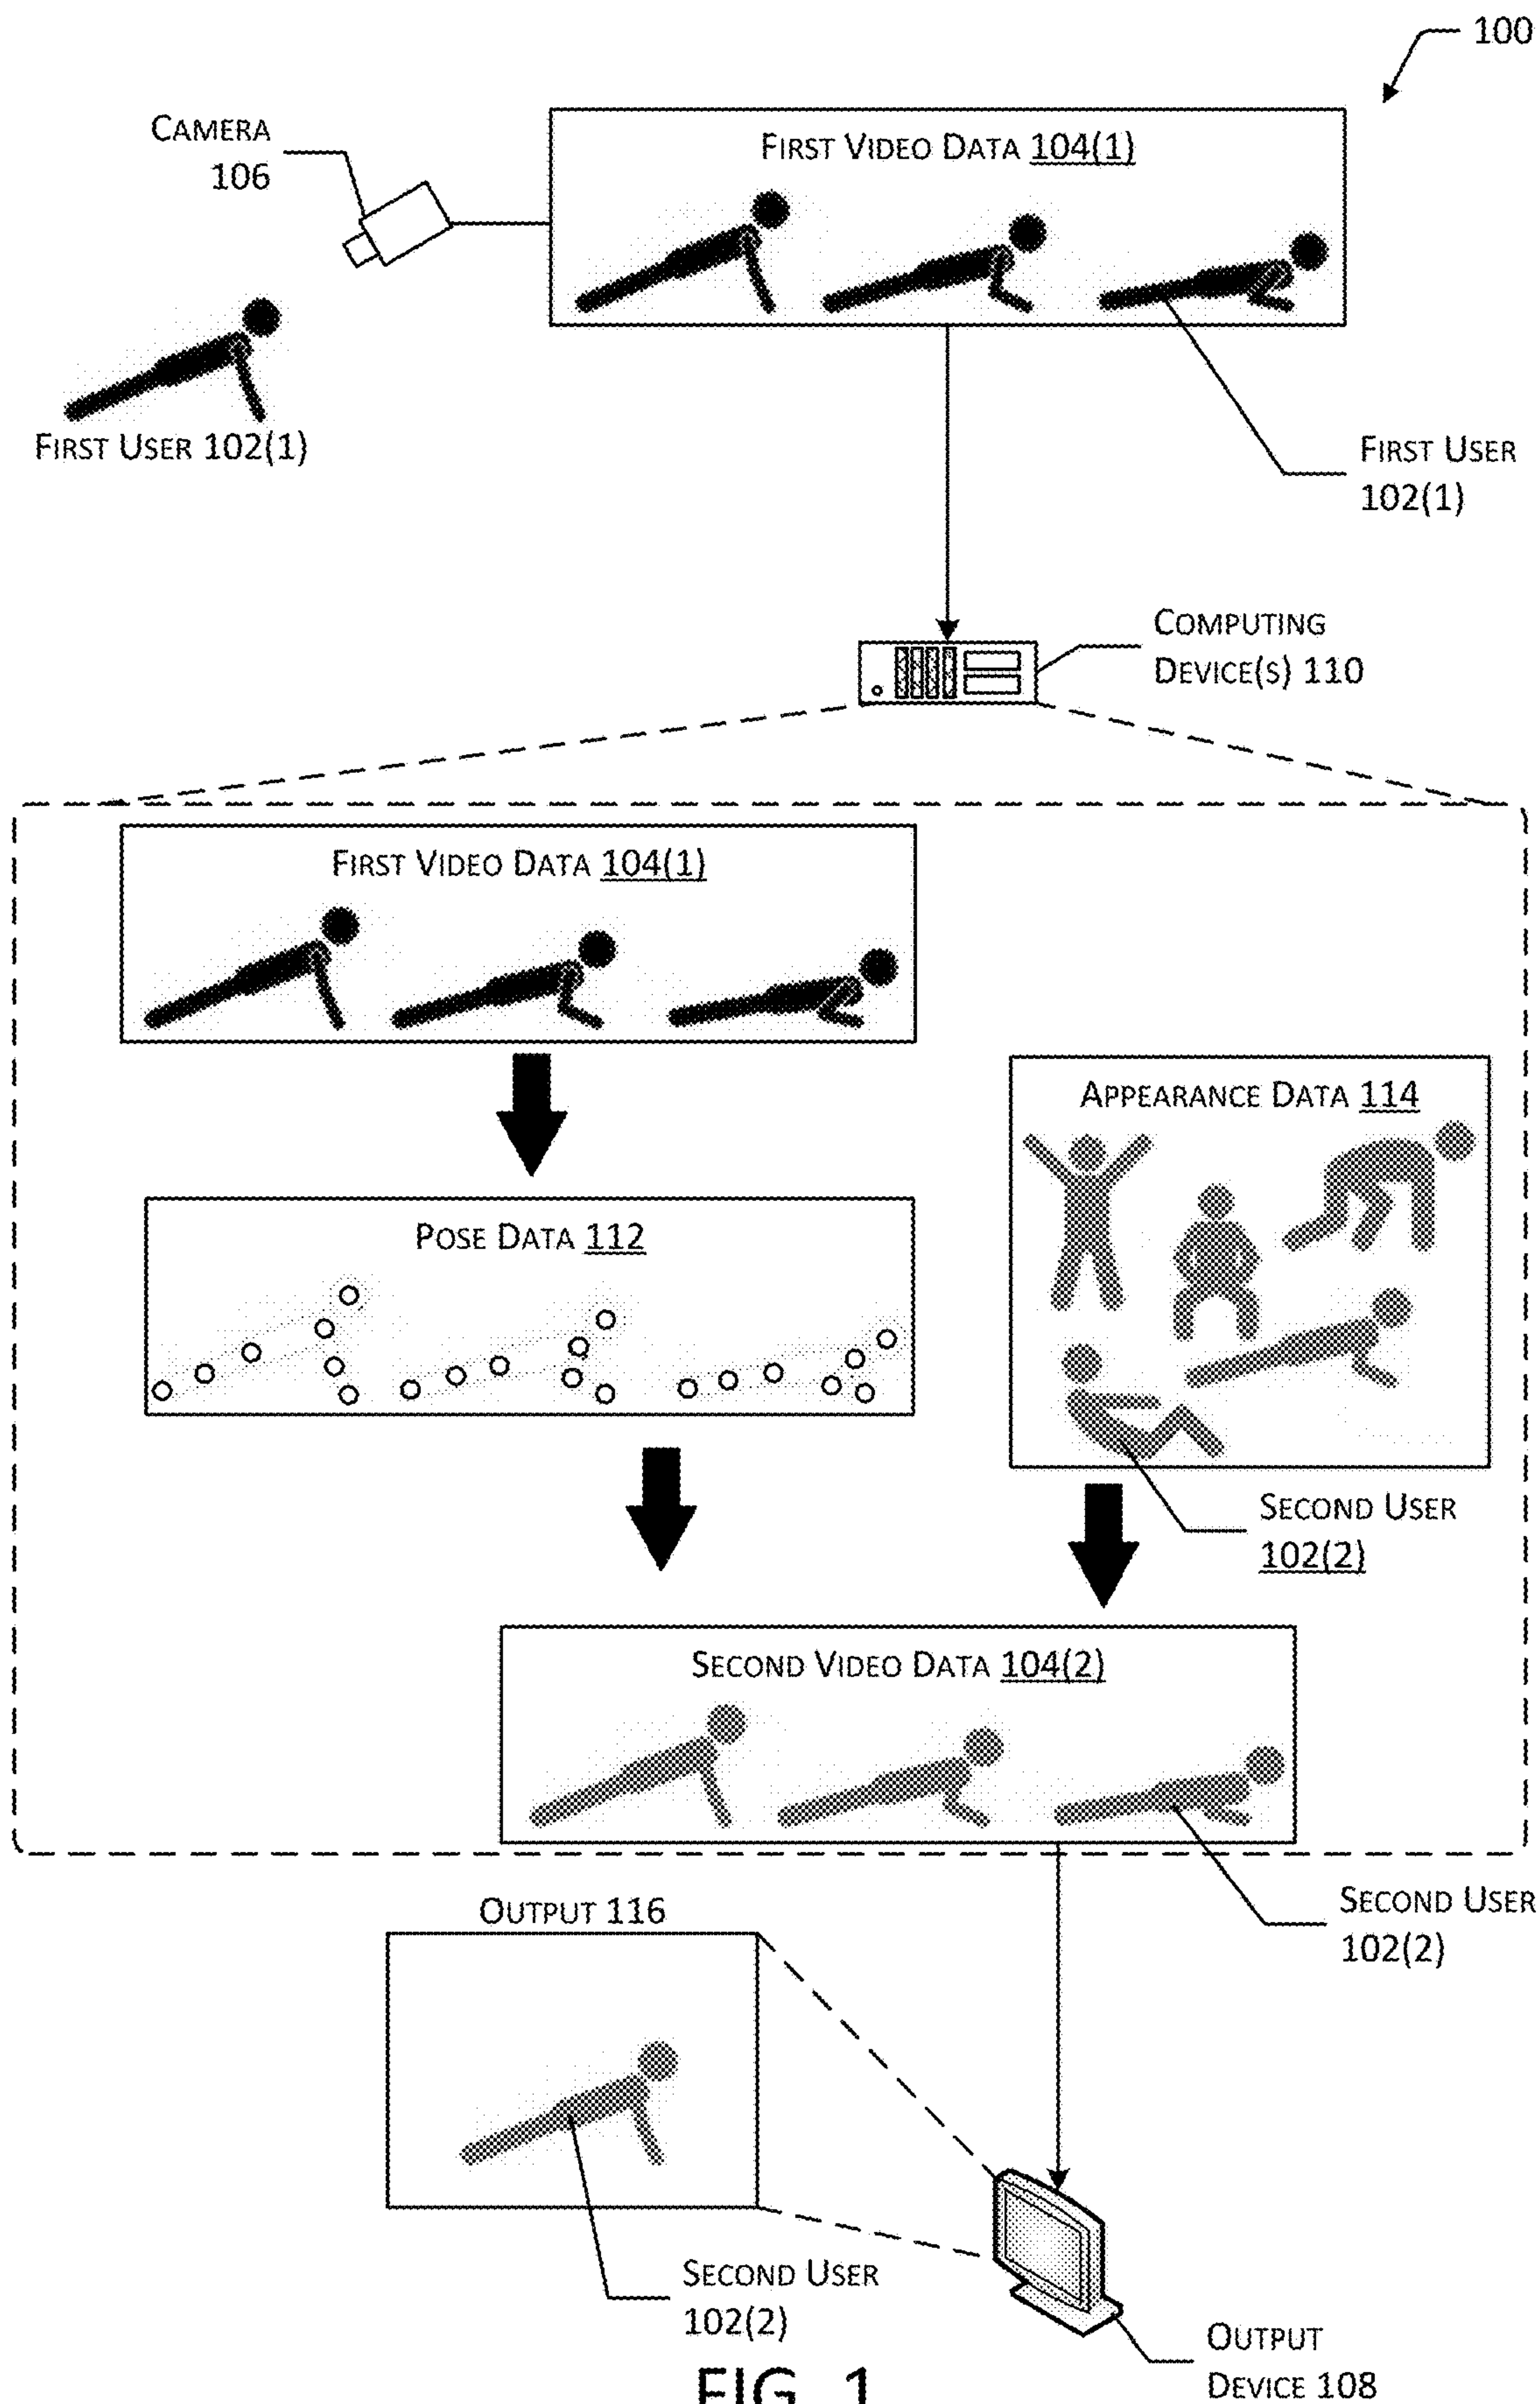 100
CAMERA
106
FIRST VIDEO DATA 104(1)
FIRST USER 102(1)
FIRST USER
102(1)
COMPUTING
DEVICE(S) 110
FIRST VIDEO DATA 104(1)
APPEARANCE DATA 114
POSE DATA 112
SECOND USER
102(2)
SECOND VIDEO DATA 104(2)
SECOND USER
102(2)
OUTPUT 116
SECOND USER
102(2)
OUTPUT
DEVICE 108
FIG. 1